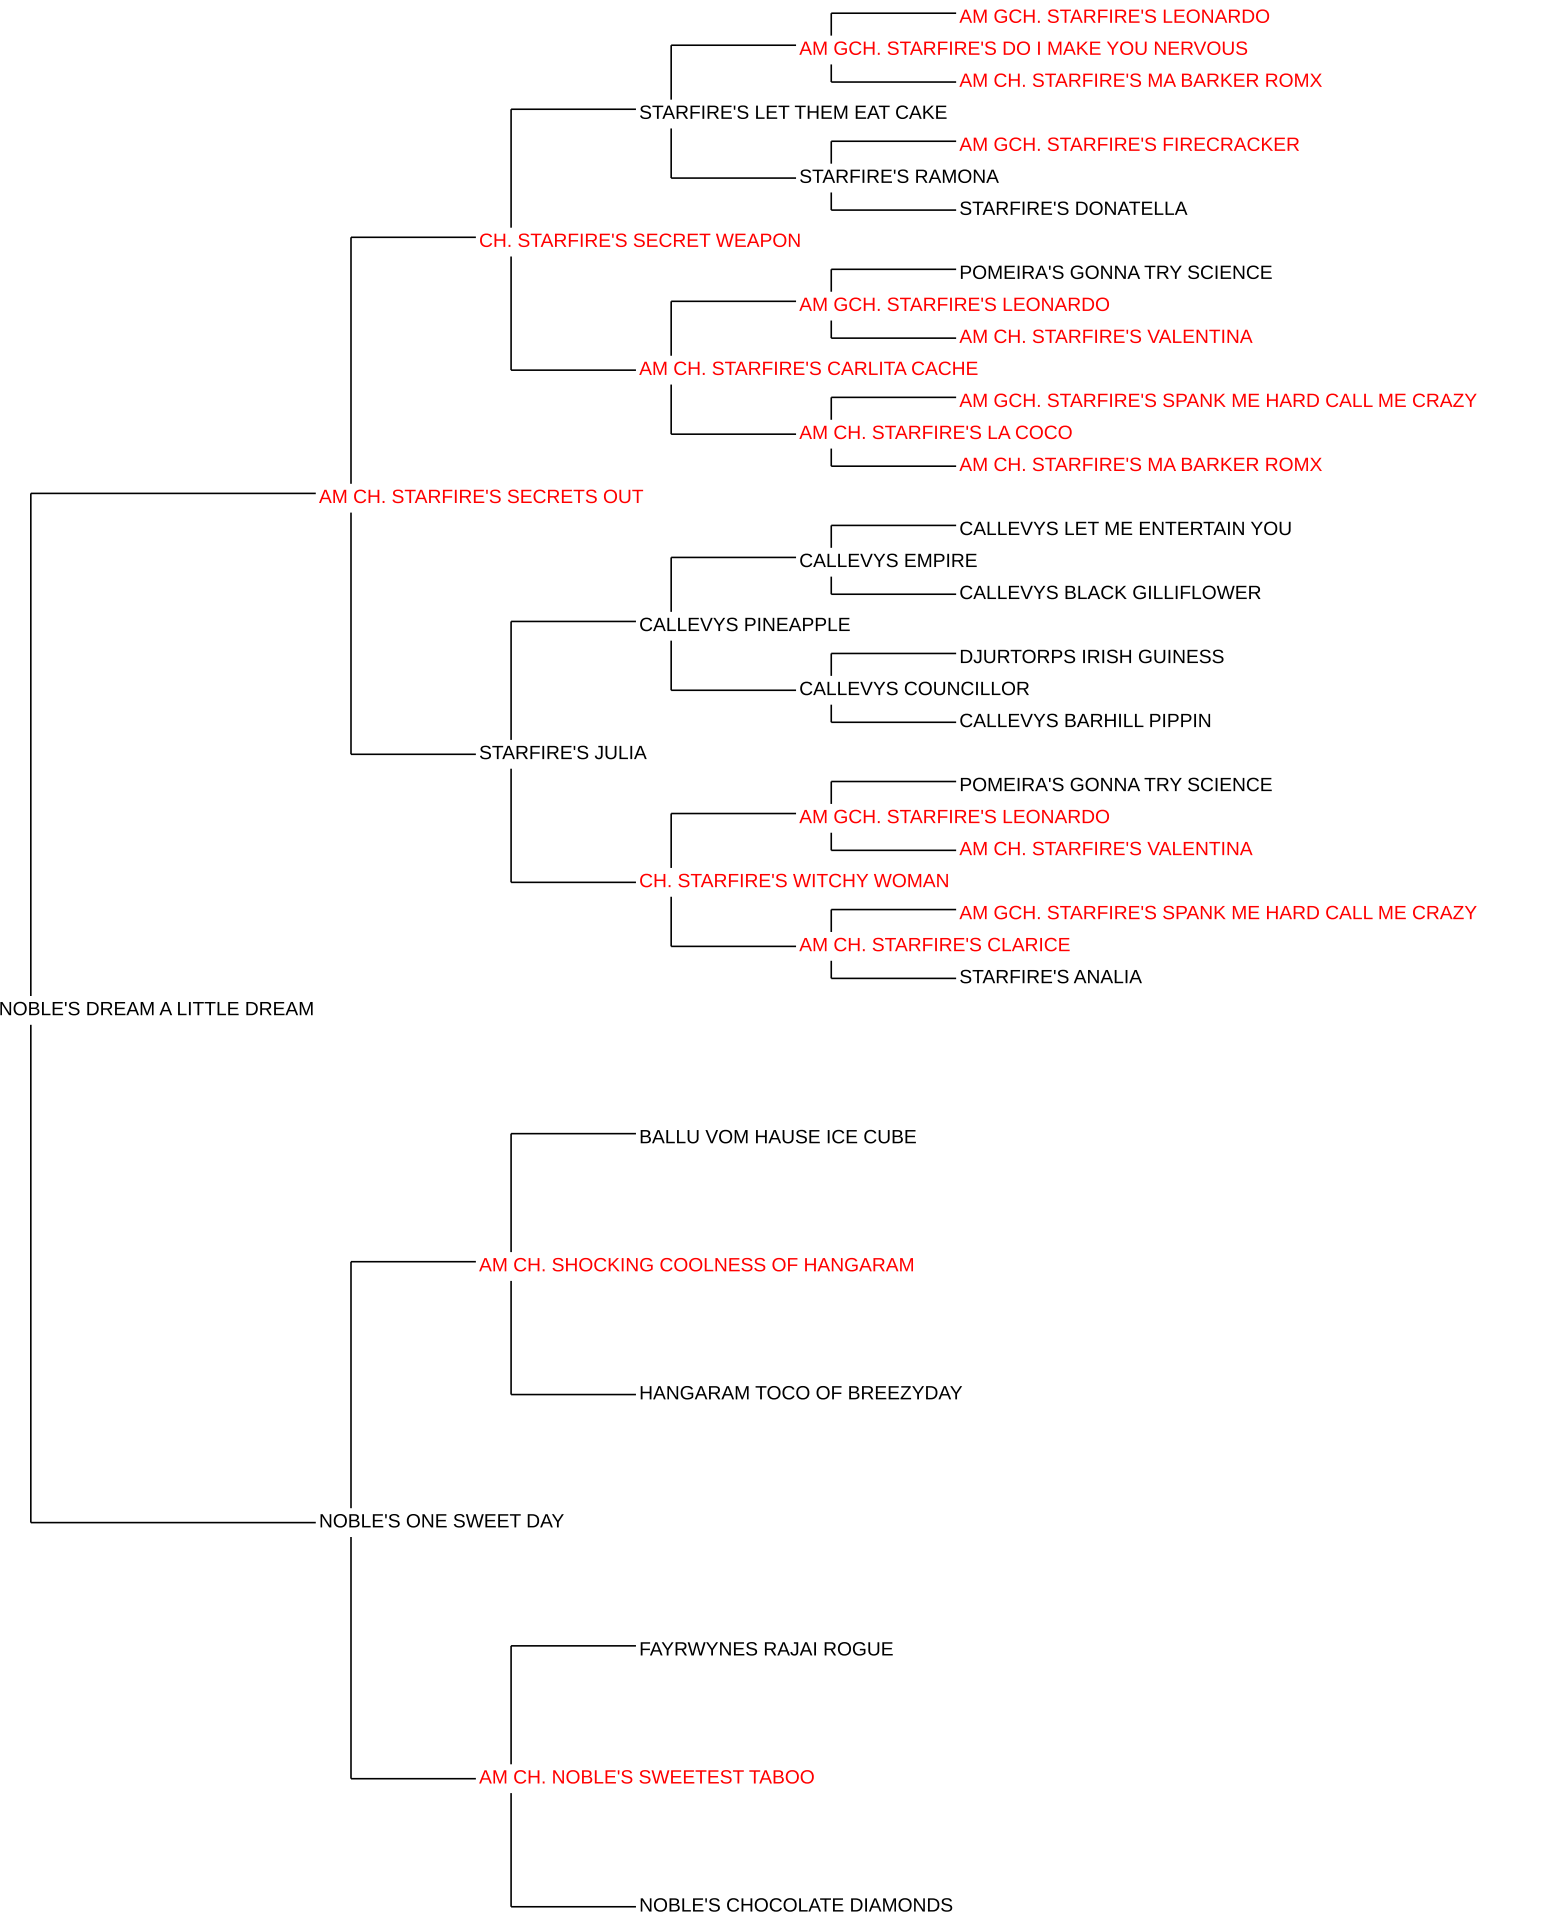 AM GCH. STARFIRE'S LEONARDO
AM GCH. STARFIRE'S DO I MAKE YOU NERVOUS
AM CH. STARFIRE'S MA BARKER ROMX
STARFIRE'S LET THEM EAT CAKE
AM GCH. STARFIRE'S FIRECRACKER
STARFIRE'S RAMONA
STARFIRE'S DONATELLA
CH. STARFIRE'S SECRET WEAPON
POMEIRA'S GONNA TRY SCIENCE
AM GCH. STARFIRE'S LEONARDO
AM CH. STARFIRE'S VALENTINA
AM CH. STARFIRE'S CARLITA CACHE
AM GCH. STARFIRE'S SPANK ME HARD CALL ME CRAZY
AM CH. STARFIRE'S LA COCO
AM CH. STARFIRE'S MA BARKER ROMX
AM CH. STARFIRE'S SECRETS OUT
CALLEVYS LET ME ENTERTAIN YOU
CALLEVYS EMPIRE
CALLEVYS BLACK GILLIFLOWER
CALLEVYS PINEAPPLE
DJURTORPS IRISH GUINESS
CALLEVYS COUNCILLOR
CALLEVYS BARHILL PIPPIN
STARFIRE'S JULIA
POMEIRA'S GONNA TRY SCIENCE
AM GCH. STARFIRE'S LEONARDO
AM CH. STARFIRE'S VALENTINA
CH. STARFIRE'S WITCHY WOMAN
AM GCH. STARFIRE'S SPANK ME HARD CALL ME CRAZY
AM CH. STARFIRE'S CLARICE
STARFIRE'S ANALIA
NOBLE'S DREAM A LITTLE DREAM
BALLU VOM HAUSE ICE CUBE
AM CH. SHOCKING COOLNESS OF HANGARAM
HANGARAM TOCO OF BREEZYDAY
NOBLE'S ONE SWEET DAY
FAYRWYNES RAJAI ROGUE
AM CH. NOBLE'S SWEETEST TABOO
NOBLE'S CHOCOLATE DIAMONDS